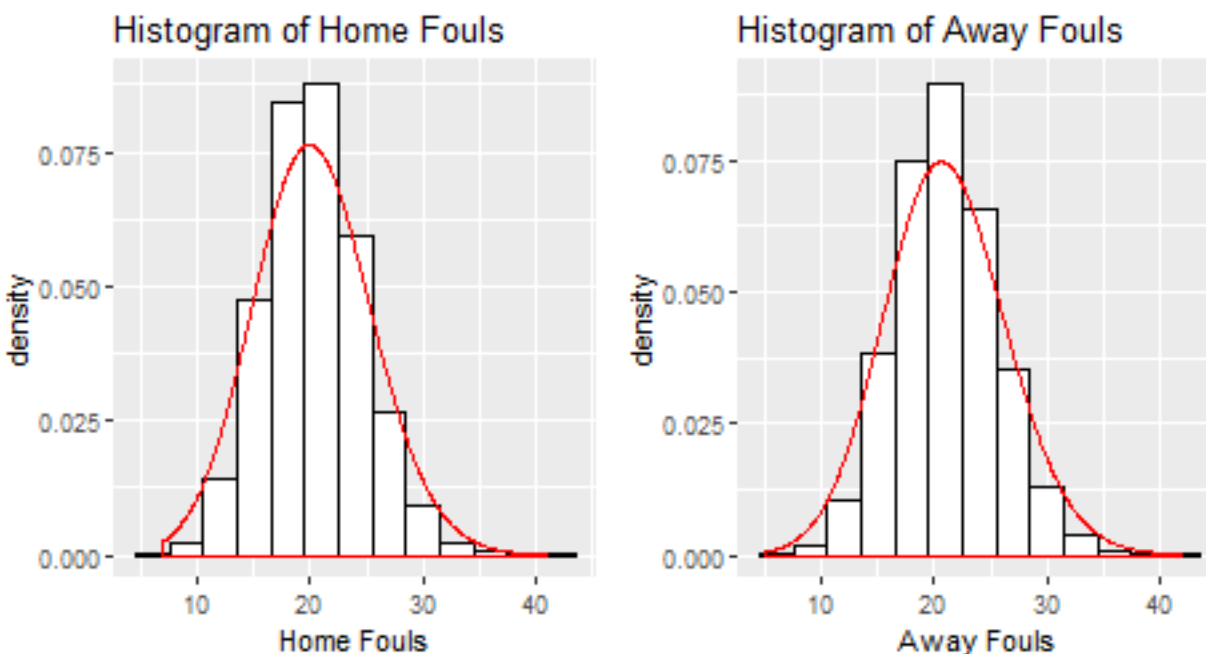 Histogram of Home Fouls
density
0.075
0.050
0.025
0.000
10 20 30 40
Home Fouls
Histogram of Away Fouls
density
0.075
0.050
0.025
0.000
10 20 30 40
Away Fouls